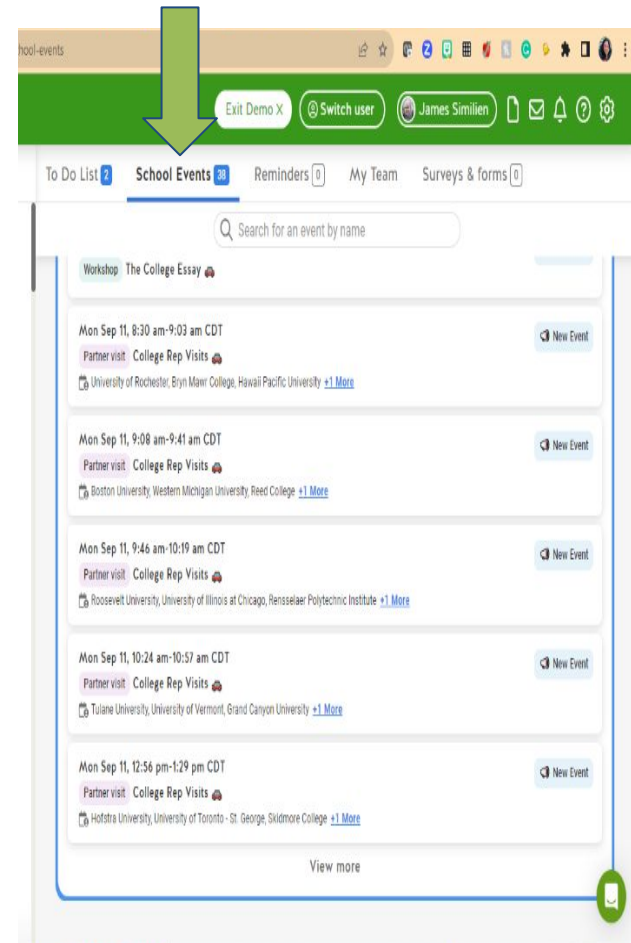 hool-events
Exit Demo X Switch user James Similien
To Do List 2 School Events 38 Reminders 0 My Team Surveys & forms 0
Search for an event by name
Workshop The College Essay
Mon Sep 11, 8:30 am-9:03 am CDT
New Event
Partner visit College Rep Visits
University of Rochester, Bryn Mawr College, Hawaii Pacific University +1 More
Mon Sep 11, 9:08 am-9:41 am CDT
New Event
Partner visit College Rep Visits
Boston University, Western Michigan University, Reed College +1 More
Mon Sep 11, 9:46 am-10:19 am CDT
New Event
Partner visit College Rep Visits
Roosevelt University, University of Illinois at Chicago, Rensselaer Polytechnic Institute +1 More
Mon Sep 11, 10:24 am-10:57 am CDT
New Event
Partner visit College Rep Visits
Tulane University, University of Vermont, Grand Canyon University +1 More
Mon Sep 11, 12:56 pm-1:29 pm CDT
New Event
Partner visit College Rep Visits
Hofstra University, University of Toronto - St. George, Skidmore College +1 More
View more